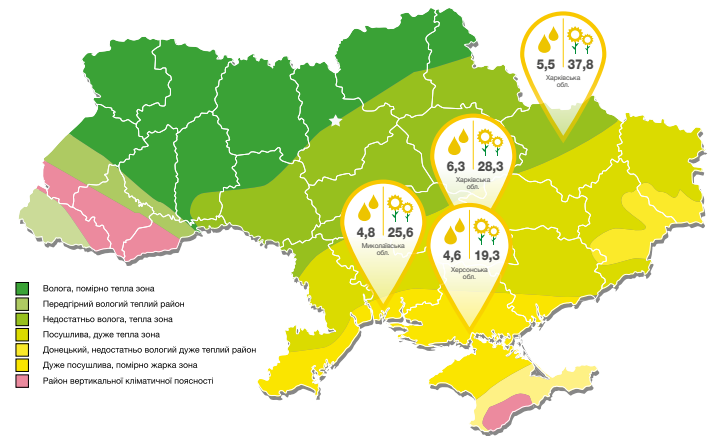 5,5 37,8
Харківська
обл.
6,3 28,3
Харківська
обл.
4,8 25,6
Миколаївська
обл.
4,6 19,3
Херсонська
обл.
Волога, помірно тепла зона
Передгірний вологий теплий район
Недостатньо волога, тепла зона
Посушлива, дуже тепла зона
Донецький, недостатньо вологий дуже теплий район
Дуже посушлива, помірно жарка зона
Район вертикальної кліматичної поясності